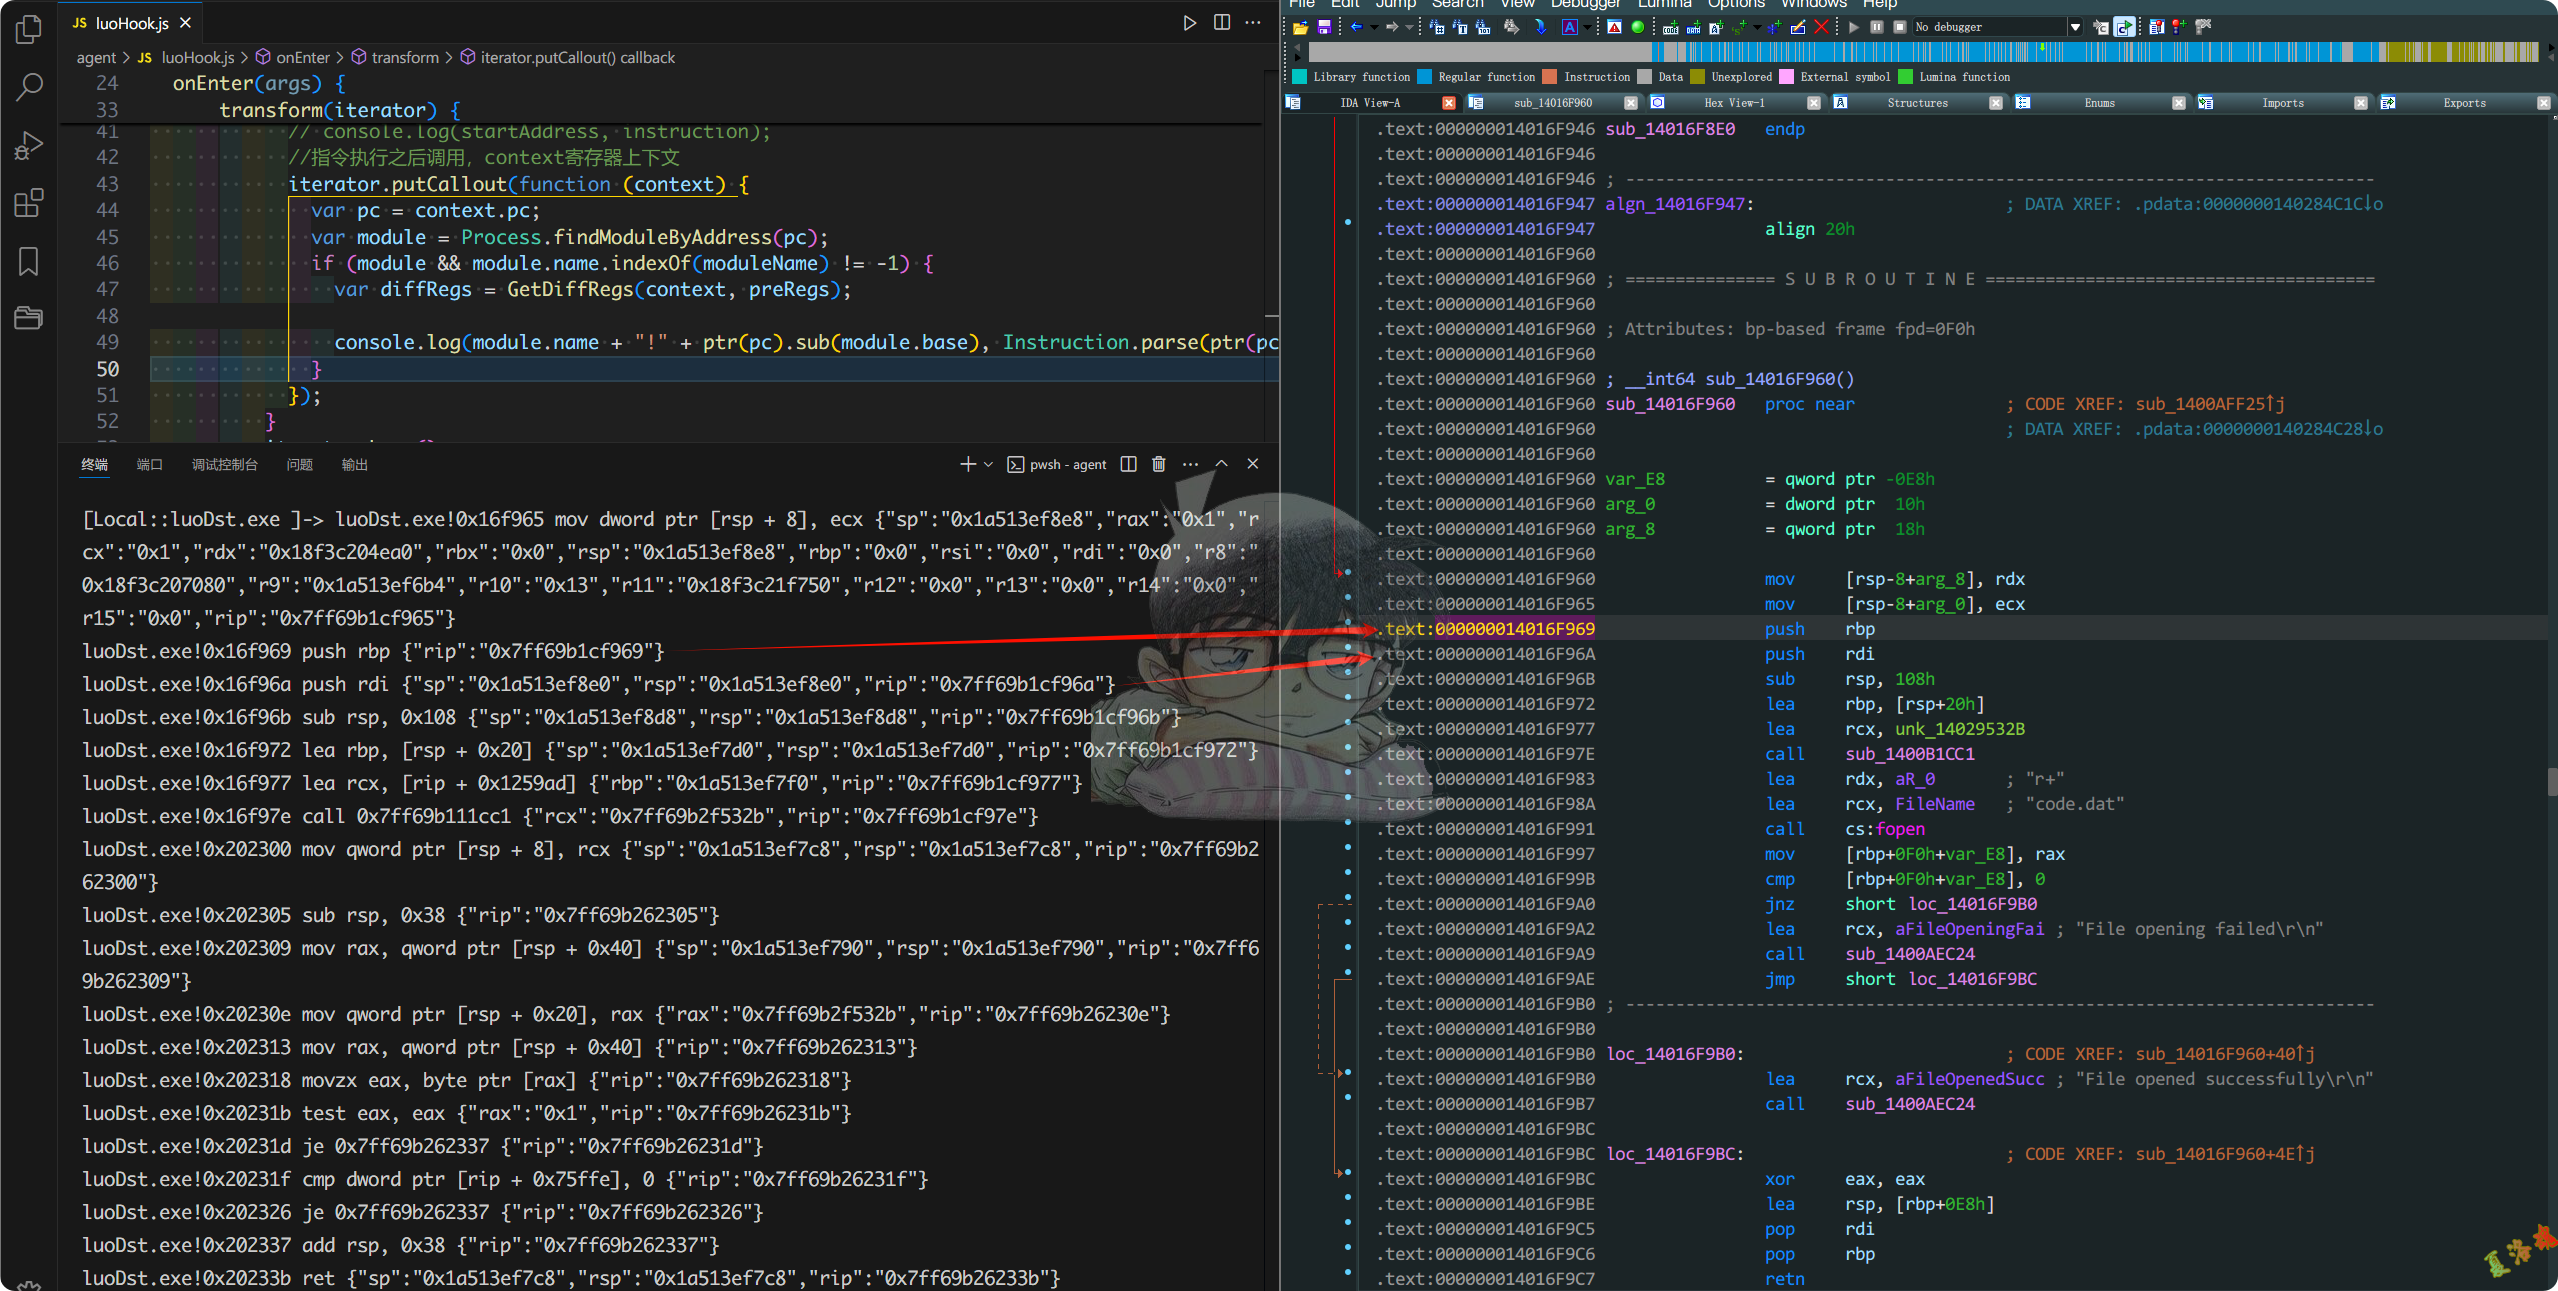 JS luoHook.js
agent > JS luoHook.js > onEnter > transform > iterator.putCallout() callback
24 onEnter(args) {
33 transform(iterator) {
41 // console.log(startAddress, instruction);
42 //指令执行之后调用，context寄存器上下文
43 iterator.putCallout(function (context) {
44 var pc = context.pc;
45 var module = Process.findModuleByAddress(pc);
46 if (module && module.name.indexOf(moduleName) != -1) {
47 var diffRegs = GetDiffRegs(context, preRegs);
48
49 console.log(module.name + "!" + ptr(pc).sub(module.base), Instruction.parse(ptr(pc
50 }
51 });
52 }
终端 端口 调试控制台 问题 输出
pwsh - agent
[Local::luoDst.exe ]-> luoDst.exe!0x16f965 mov dword ptr [rsp + 8], ecx {"sp":"0x1a513ef8e8","rax":"0x1","r
cx":"0x1","rdx":"0x18f3c204ea0","rbx":"0x0","rsp":"0x1a513ef8e8","rbp":"0x0","rsi":"0x0","rdi":"0x0","r8":"
0x18f3c207080","r9":"0x1a513ef6b4","r10":"0x13","r11":"0x18f3c21f750","r12":"0x0","r13":"0x0","r14":"0x0","
r15":"0x0","rip":"0x7ff69b1cf965"}
luoDst.exe!0x16f969 push rbp {"rip":"0x7ff69b1cf969"}
luoDst.exe!0x16f96a push rdi {"sp":"0x1a513ef8e0","rsp":"0x1a513ef8e0","rip":"0x7ff69b1cf96a"}
luoDst.exe!0x16f96b sub rsp, 0x108 {"sp":"0x1a513ef8d8","rsp":"0x1a513ef8d8","rip":"0x7ff69b1cf96b"}
luoDst.exe!0x16f972 lea rbp, [rsp + 0x20] {"sp":"0x1a513ef7d0","rsp":"0x1a513ef7d0","rip":"0x7ff69b1cf972"}
luoDst.exe!0x16f977 lea rcx, [rip + 0x1259ad] {"rbp":"0x1a513ef7f0","rip":"0x7ff69b1cf977"}
luoDst.exe!0x16f97e call 0x7ff69b111cc1 {"rcx":"0x7ff69b2f532b","rip":"0x7ff69b1cf97e"}
luoDst.exe!0x202300 mov qword ptr [rsp + 8], rcx {"sp":"0x1a513ef7c8","rsp":"0x1a513ef7c8","rip":"0x7ff69b2
62300"}
luoDst.exe!0x202305 sub rsp, 0x38 {"rip":"0x7ff69b262305"}
luoDst.exe!0x202309 mov rax, qword ptr [rsp + 0x40] {"sp":"0x1a513ef790","rsp":"0x1a513ef790","rip":"0x7ff6
9b262309"}
luoDst.exe!0x20230e mov qword ptr [rsp + 0x20], rax {"rax":"0x7ff69b2f532b","rip":"0x7ff69b26230e"}
luoDst.exe!0x202313 mov rax, qword ptr [rsp + 0x40] {"rip":"0x7ff69b262313"}
luoDst.exe!0x202318 movzx eax, byte ptr [rax] {"rip":"0x7ff69b262318"}
luoDst.exe!0x20231b test eax, eax {"rax":"0x1","rip":"0x7ff69b26231b"}
luoDst.exe!0x20231d je 0x7ff69b262337 {"rip":"0x7ff69b26231d"}
luoDst.exe!0x20231f cmp dword ptr [rip + 0x75ffe], 0 {"rip":"0x7ff69b26231f"}
luoDst.exe!0x202326 je 0x7ff69b262337 {"rip":"0x7ff69b262326"}
luoDst.exe!0x202337 add rsp, 0x38 {"rip":"0x7ff69b262337"}
luoDst.exe!0x20233b ret {"sp":"0x1a513ef7c8","rsp":"0x1a513ef7c8","rip":"0x7ff69b26233b"}
File Edit Jump Search View Debugger Lumina Options Windows Help
No debugger
Library function Regular function Instruction Data Unexplored External symbol Lumina function
IDA View-A sub_14016F960 Hex View-1 Structures Enums Imports Exports
.text:000000014016F946 sub_14016F8E0 endp
.text:000000014016F946
.text:000000014016F946 ; ---------------------------------------------------------------------------
.text:000000014016F947 algn_14016F947: ; DATA XREF: .pdata:0000000140284C1C↓o
.text:000000014016F947 align 20h
.text:000000014016F960
.text:000000014016F960 ; =============== S U B R O U T I N E =======================================
.text:000000014016F960
.text:000000014016F960 ; Attributes: bp-based frame fpd=0F0h
.text:000000014016F960
.text:000000014016F960 ; __int64 sub_14016F960()
.text:000000014016F960 sub_14016F960 proc near ; CODE XREF: sub_1400AFF25↑j
.text:000000014016F960 ; DATA XREF: .pdata:0000000140284C28↓o
.text:000000014016F960
.text:000000014016F960 var_E8 = qword ptr -0E8h
.text:000000014016F960 arg_0 = dword ptr 10h
.text:000000014016F960 arg_8 = qword ptr 18h
.text:000000014016F960
.text:000000014016F960 mov [rsp-8+arg_8], rdx
.text:000000014016F965 mov [rsp-8+arg_0], ecx
.text:000000014016F969 push rbp
.text:000000014016F96A push rdi
.text:000000014016F96B sub rsp, 108h
.text:000000014016F972 lea rbp, [rsp+20h]
.text:000000014016F977 lea rcx, unk_14029532B
.text:000000014016F97E call sub_1400B1CC1
.text:000000014016F983 lea rdx, aR_0 ; "r+"
.text:000000014016F98A lea rcx, FileName ; "code.dat"
.text:000000014016F991 call cs:fopen
.text:000000014016F997 mov [rbp+0F0h+var_E8], rax
.text:000000014016F99B cmp [rbp+0F0h+var_E8], 0
.text:000000014016F9A0 jnz short loc_14016F9B0
.text:000000014016F9A2 lea rcx, aFileOpeningFai ; "File opening failed\r\n"
.text:000000014016F9A9 call sub_1400AEC24
.text:000000014016F9AE jmp short loc_14016F9BC
.text:000000014016F9B0 ; ---------------------------------------------------------------------------
.text:000000014016F9B0
.text:000000014016F9B0 loc_14016F9B0: ; CODE XREF: sub_14016F960+40↑j
.text:000000014016F9B0 lea rcx, aFileOpenedSucc ; "File opened successfully\r\n"
.text:000000014016F9B7 call sub_1400AEC24
.text:000000014016F9BC
.text:000000014016F9BC loc_14016F9BC: ; CODE XREF: sub_14016F960+4E↑j
.text:000000014016F9BC xor eax, eax
.text:000000014016F9BE lea rsp, [rbp+0E8h]
.text:000000014016F9C5 pop rdi
.text:000000014016F9C6 pop rbp
.text:000000014016F9C7 retn